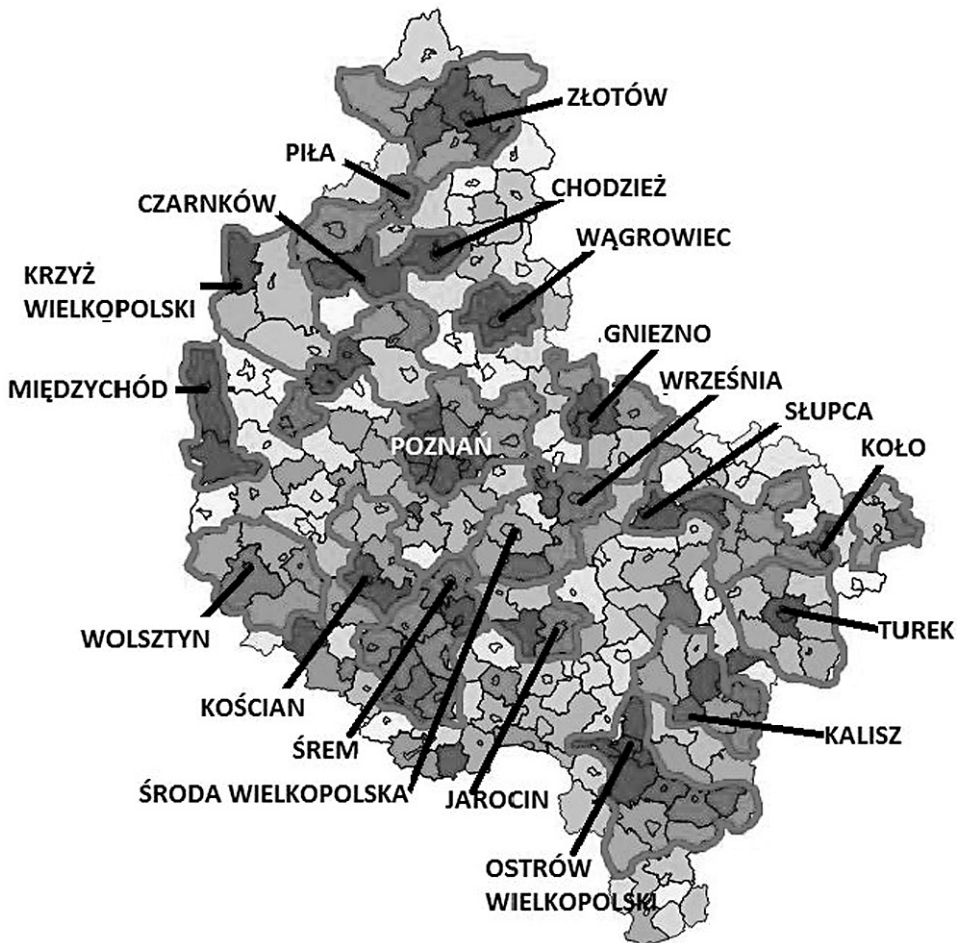 ZŁOTÓW
PIŁA
CHODZIEŻ
CZARNKÓW
WĄGROWIEC
KRZYŻ
WIELKOPOLSKI
GNIEZNO
WRZEŚNIA
MIĘDZYCHÓD
SŁUPCA
POZNAŃ
KOŁO
WOLSZTYN
TUREK
KOŚCIAN
KALISZ
ŚREM
ŚRODA WIELKOPOLSKA
JAROCIN
OSTRÓW
WIELKOPOLSKI